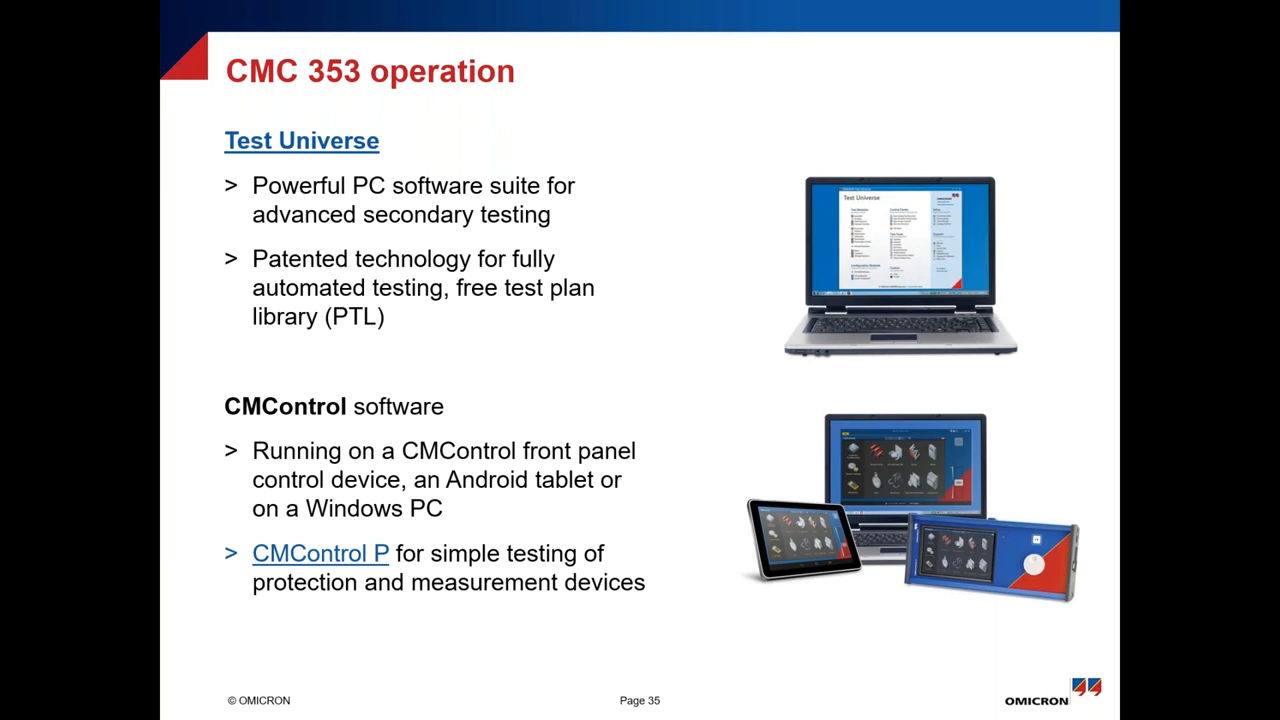 CMC 353 operation
Test Universe
> Powerful PC software suite for
advanced secondary testing
> Patented technology for fully
automated testing, free test plan
library (PTL)
Test Universe
CMControl software
> Running on a CMControl front panel
control device, an Android tablet or
on a Windows PC
> CMControl P for simple testing of
protection and measurement devices
© OMICRON
Page 35
OMICRON